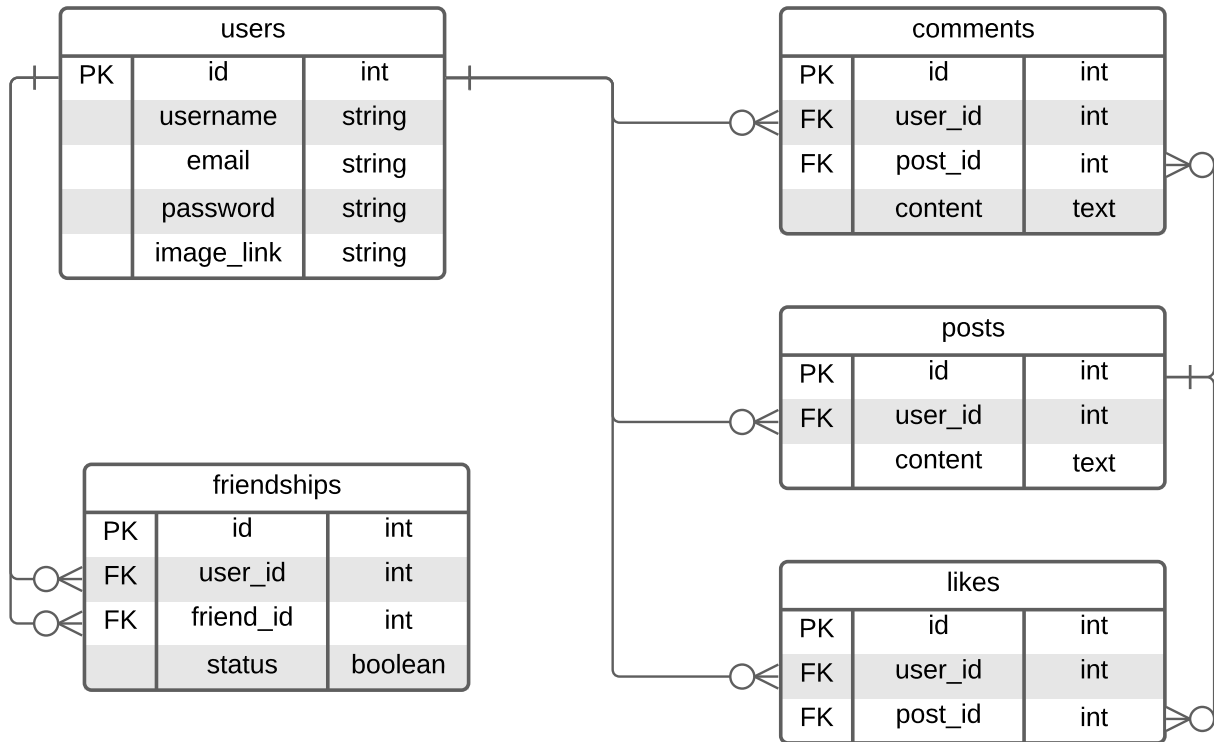 users
PK id int
username string
email string
password string
image_link string
friendships
PK id int
FK user_id int
FK friend_id int
status boolean
comments
PK id int
FK user_id int
FK post_id int
content text
posts
PK id int
FK user_id int
content text
likes
PK id int
FK user_id int
FK post_id int